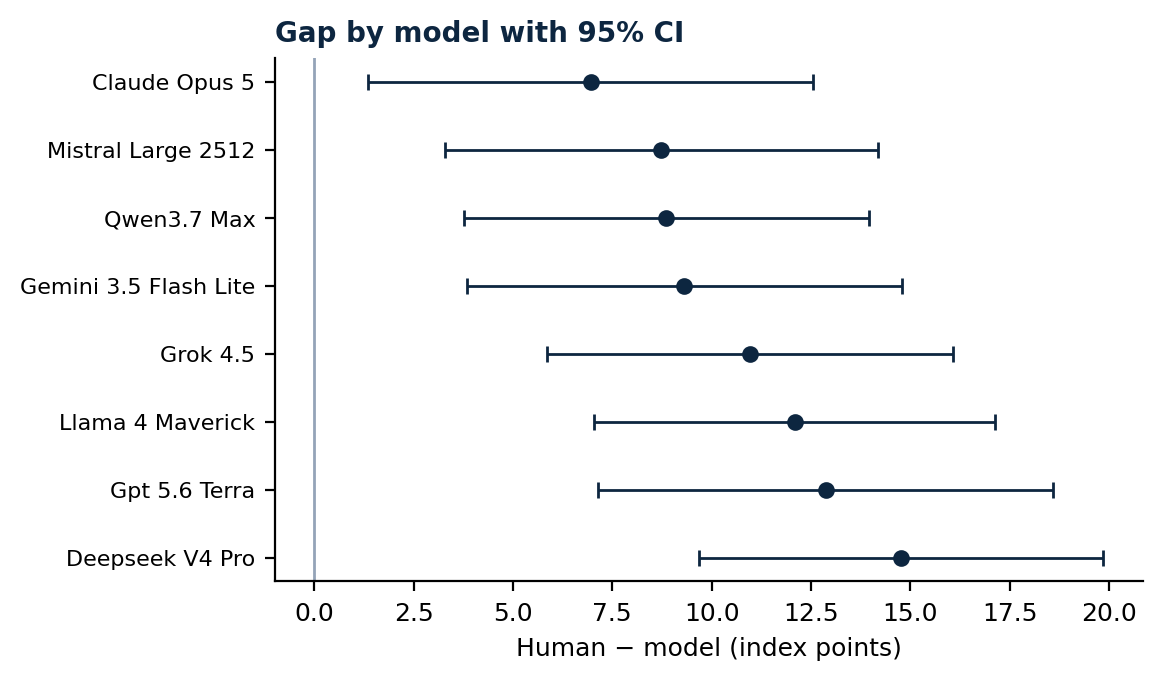 Gap by model with 95% CI
Claude Opus 5
Mistral Large 2512
Qwen3.7 Max
Gemini 3.5 Flash Lite
Grok 4.5
Llama 4 Maverick
Gpt 5.6 Terra
Deepseek V4 Pro
0.0 2.5 5.0 7.5 10.0 12.5 15.0 17.5 20.0
Human − model (index points)